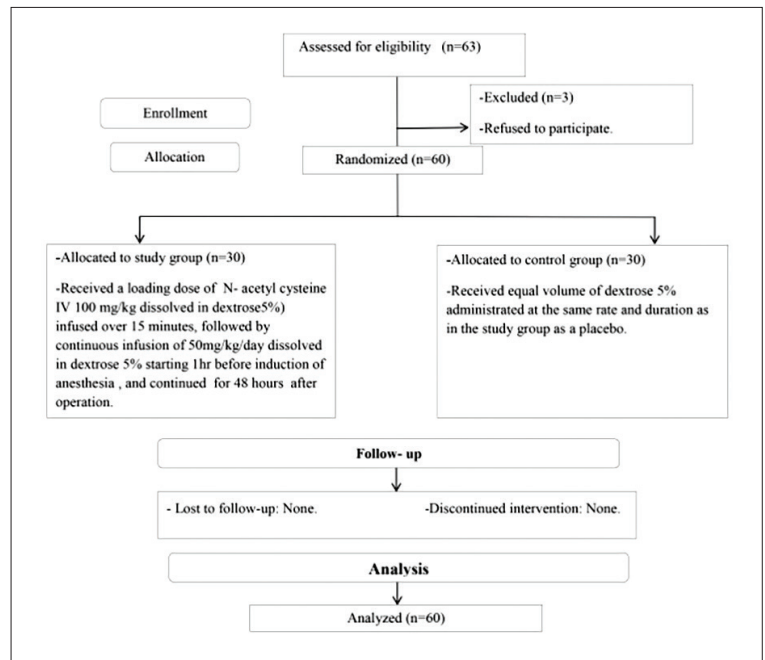 Assessed for eligibility (n=63)
-Excluded (n=3)
-Refused to participate.
Enrollment
Allocation
Randomized (n=60)
-Allocated to study group (n=30)
-Received a loading dose of N- acetyl cysteine
IV 100 mg/kg dissolved in dextrose5%)
infused over 15 minutes, followed by
continuous infusion of 50mg/kg/day dissolved
in dextrose 5% starting 1hr before induction of
anesthesia , and continued for 48 hours after
operation.
-Allocated to control group (n=30)
-Received equal volume of dextrose 5%
administrated at the same rate and duration as
in the study group as a placebo.
Follow- up
- Lost to follow-up: None.
-Discontinued intervention: None.
Analysis
Analyzed (n=60)